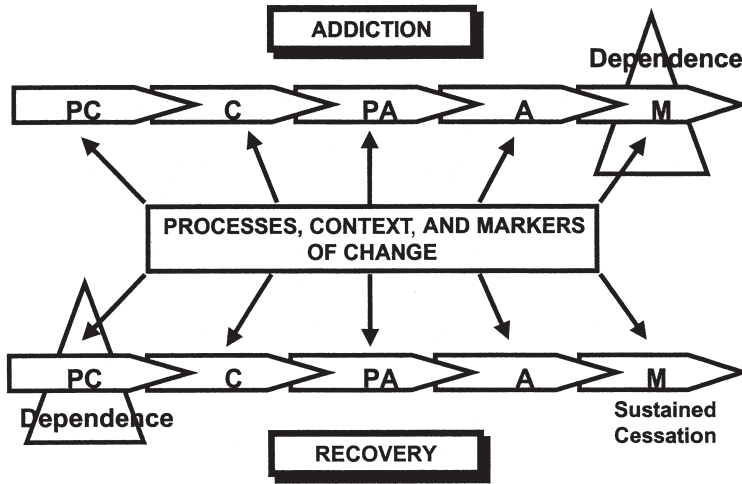 ADDICTION
Dependence
PC C PA A M
PROCESSES, CONTEXT, AND MARKERS
OF CHANGE
PC C PA A M
Dependence
Sustained
Cessation
RECOVERY